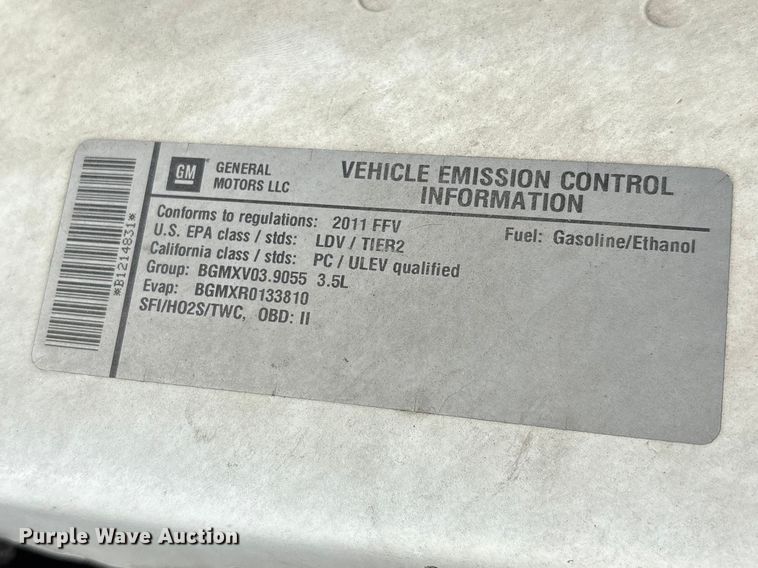 *B1214831*
GM
GENERAL
MOTORS LLC
VEHICLE EMISSION CONTROL
INFORMATION
Conforms to regulations: 2011 FFV Fuel: Gasoline/Ethanol
U.S. EPA class / stds: LDV / TIER2
California class / stds: PC / ULEV qualified
Group: BGMXV03.9055 3.5L
Evap: BGMXR0133810
SFI/HO2S/TWC, OBD: II
Purple Wave Auction